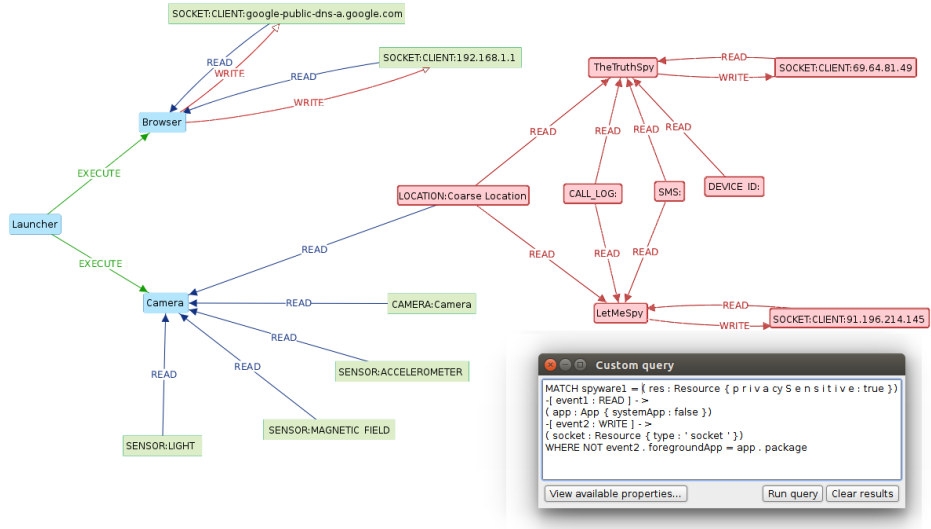 SOCKET:CLIENT:google-public-dns-a.google.com
READ
WRITE
SOCKET:CLIENT:192.168.1.1
READ
WRITE
Browser
EXECUTE
Launcher
EXECUTE
Camera
READ
READ
CAMERA:Camera
READ
SENSOR:ACCELEROMETER
READ
SENSOR:MAGNETIC FIELD
READ
SENSOR:LIGHT
TheTruthSpy
READ
WRITE
SOCKET:CLIENT:69.64.81.49
READ
READ
READ
READ
LOCATION:Coarse Location
CALL_LOG:
SMS:
DEVICE ID:
READ
READ
READ
LetMeSpy
READ
WRITE
SOCKET:CLIENT:91.196.214.145
Custom query
MATCH spyware1 = ( res : Resource { p r i v a cy S e n s i t i v e : true } )
-[ event1 : READ ] - >
( app : App { systemApp : false } )
-[ event2 : WRITE ] - >
( socket : Resource { type : ' socket ' } )
WHERE NOT event2 . foregroundApp = app . package
View available properties...
Run query
Clear results